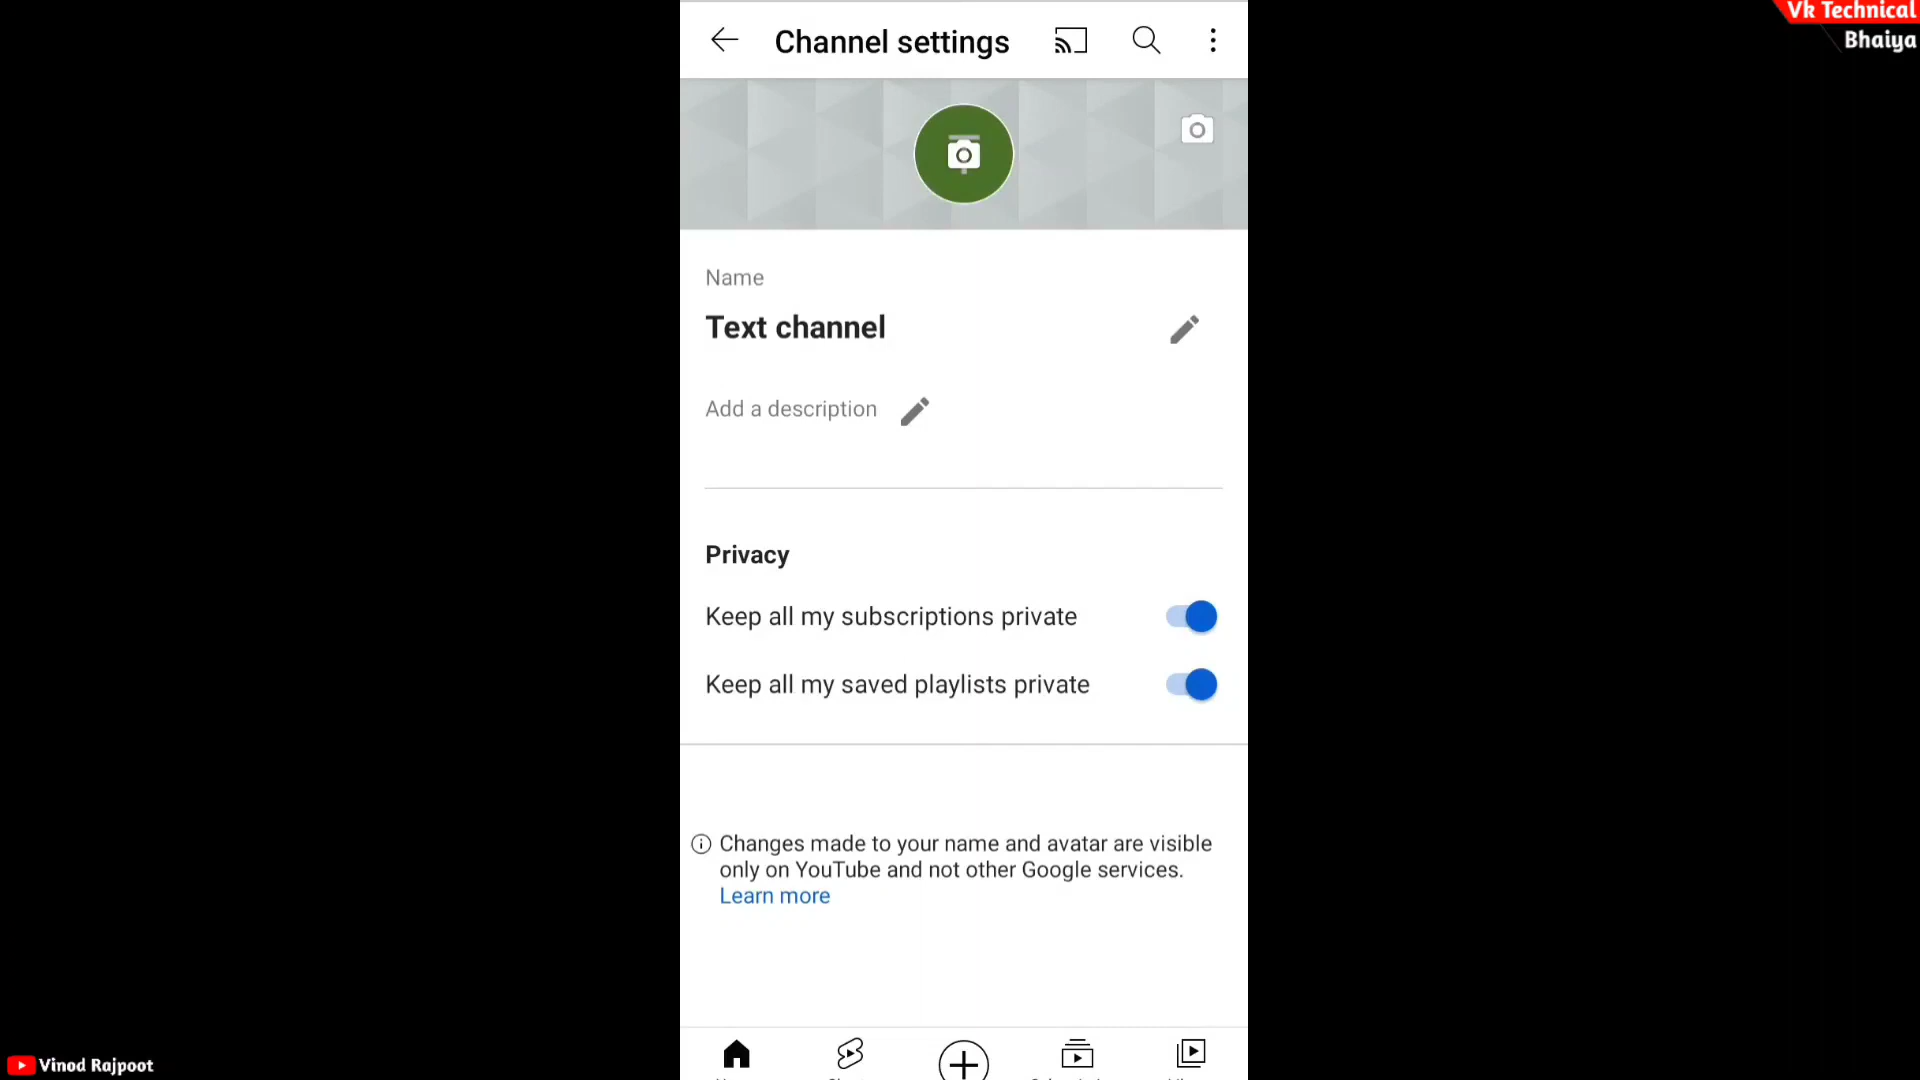 Vk Technical
Bhaiya
Channel settings
Name
Text channel
Add a description
Privacy
Keep all my subscriptions private
Keep all my saved playlists private
Changes made to your name and avatar are visible
only on YouTube and not other Google services.
Learn more
Vinod Rajpoot